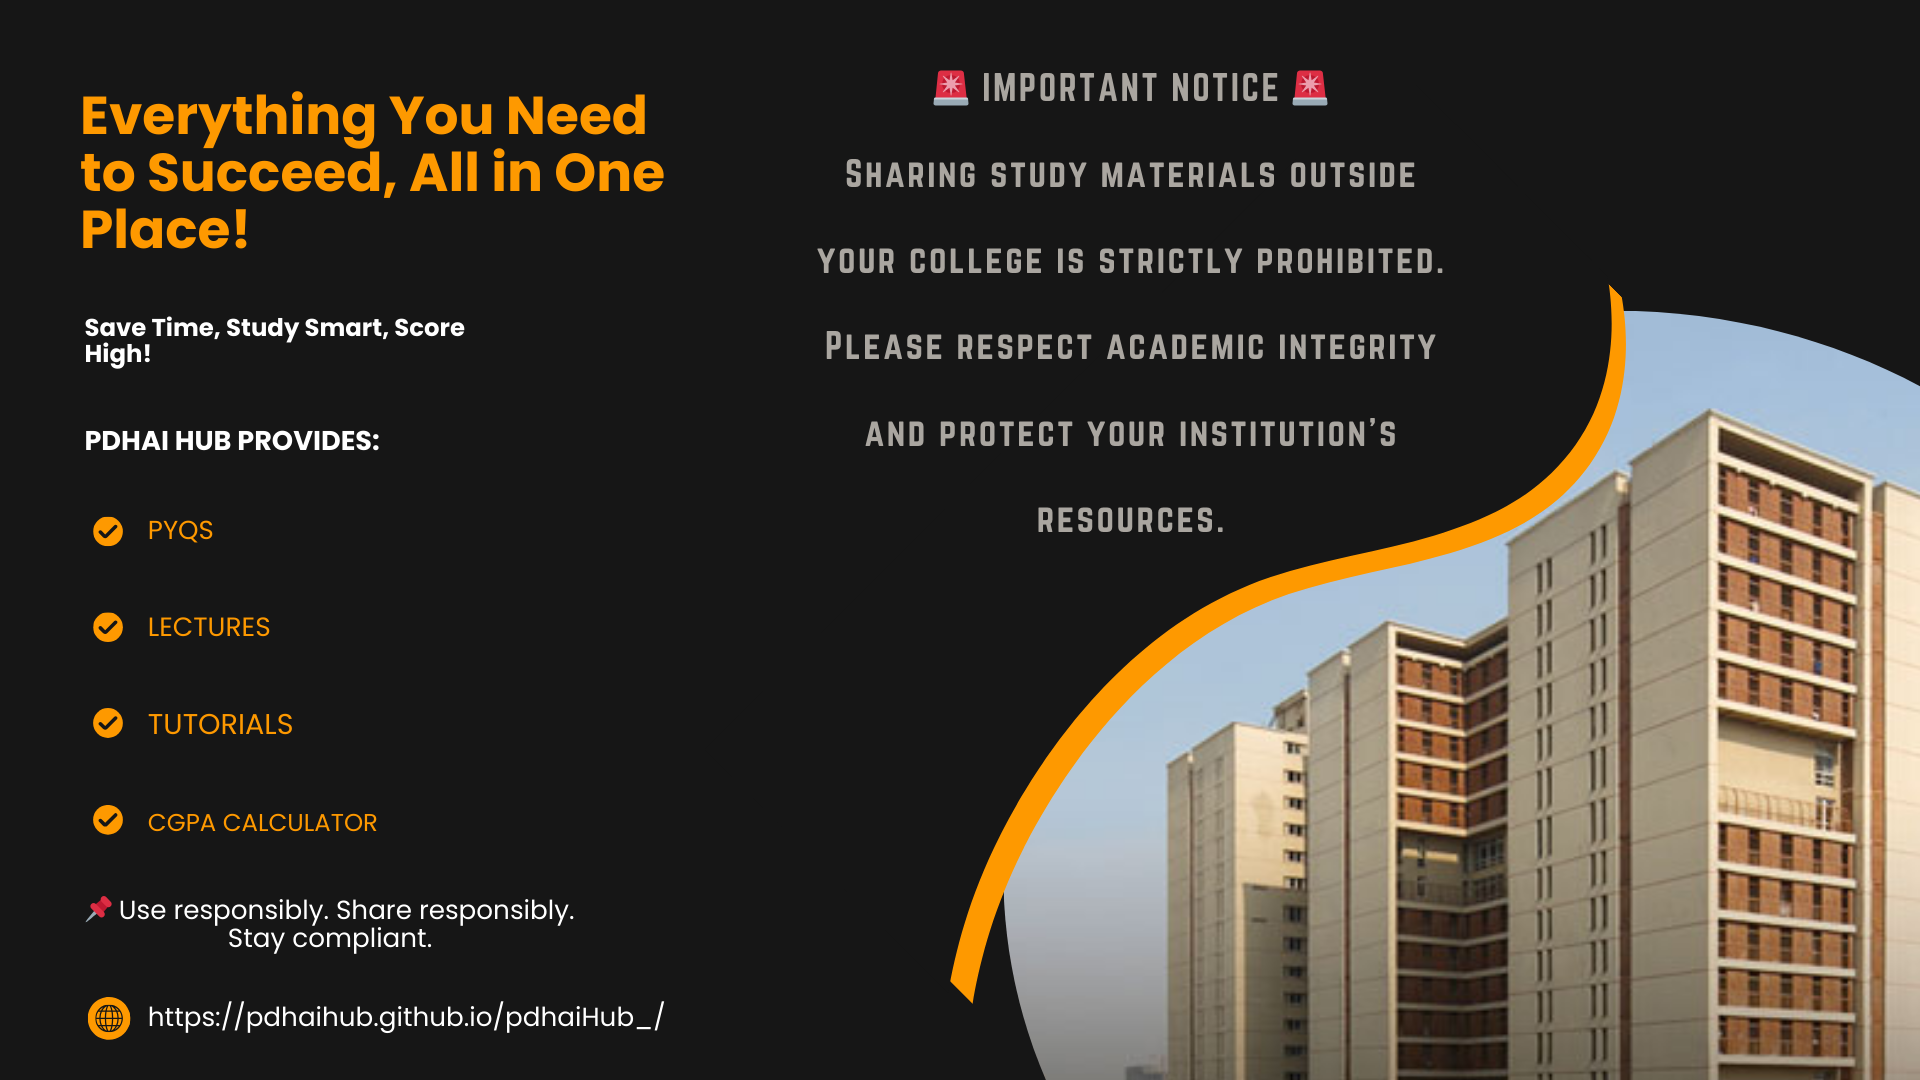 Everything You Need
to Succeed, All in One
Place!
Save Time, Study Smart, Score
High!
PDHAI HUB PROVIDES:
PYQS
LECTURES
TUTORIALS
CGPA CALCULATOR
📌 Use responsibly. Share responsibly.
Stay compliant.
https://pdhaihub.github.io/pdhaiHub_/
🚨 IMPORTANT NOTICE 🚨
Sharing study materials outside
your college is strictly prohibited.
Please respect academic integrity
and protect your institution’s
resources.